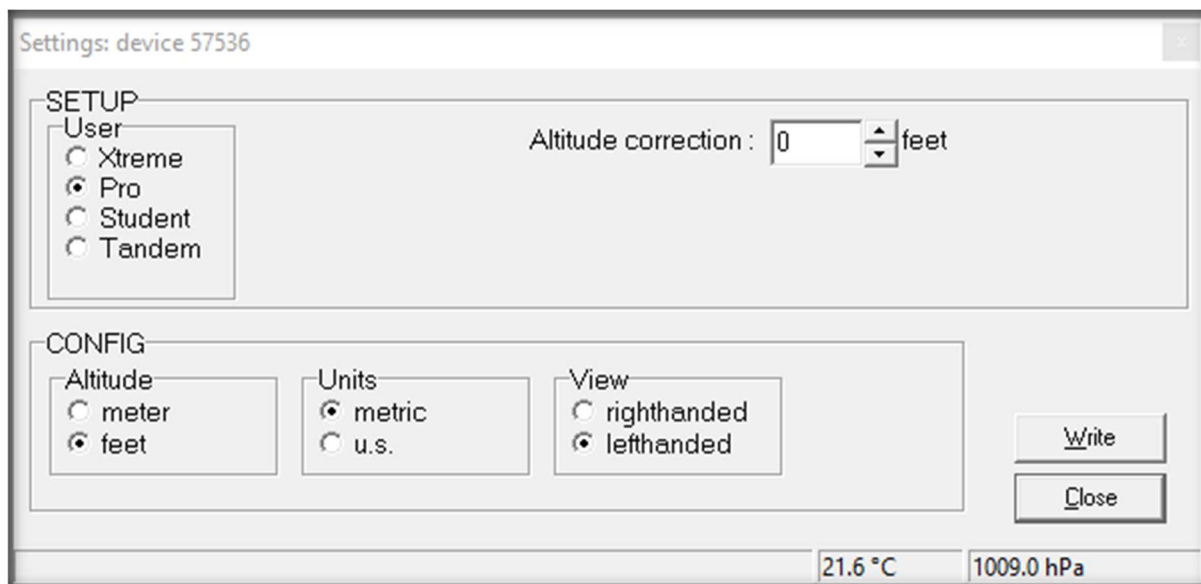 Settings: device 57536
x
SETUP
User
Xtreme
Pro
Student
Tandem
Altitude correction : 0 feet
CONFIG
Altitude
meter
feet
Units
metric
u.s.
View
righthanded
lefthanded
Write
Close
21.6 °C
1009.0 hPa